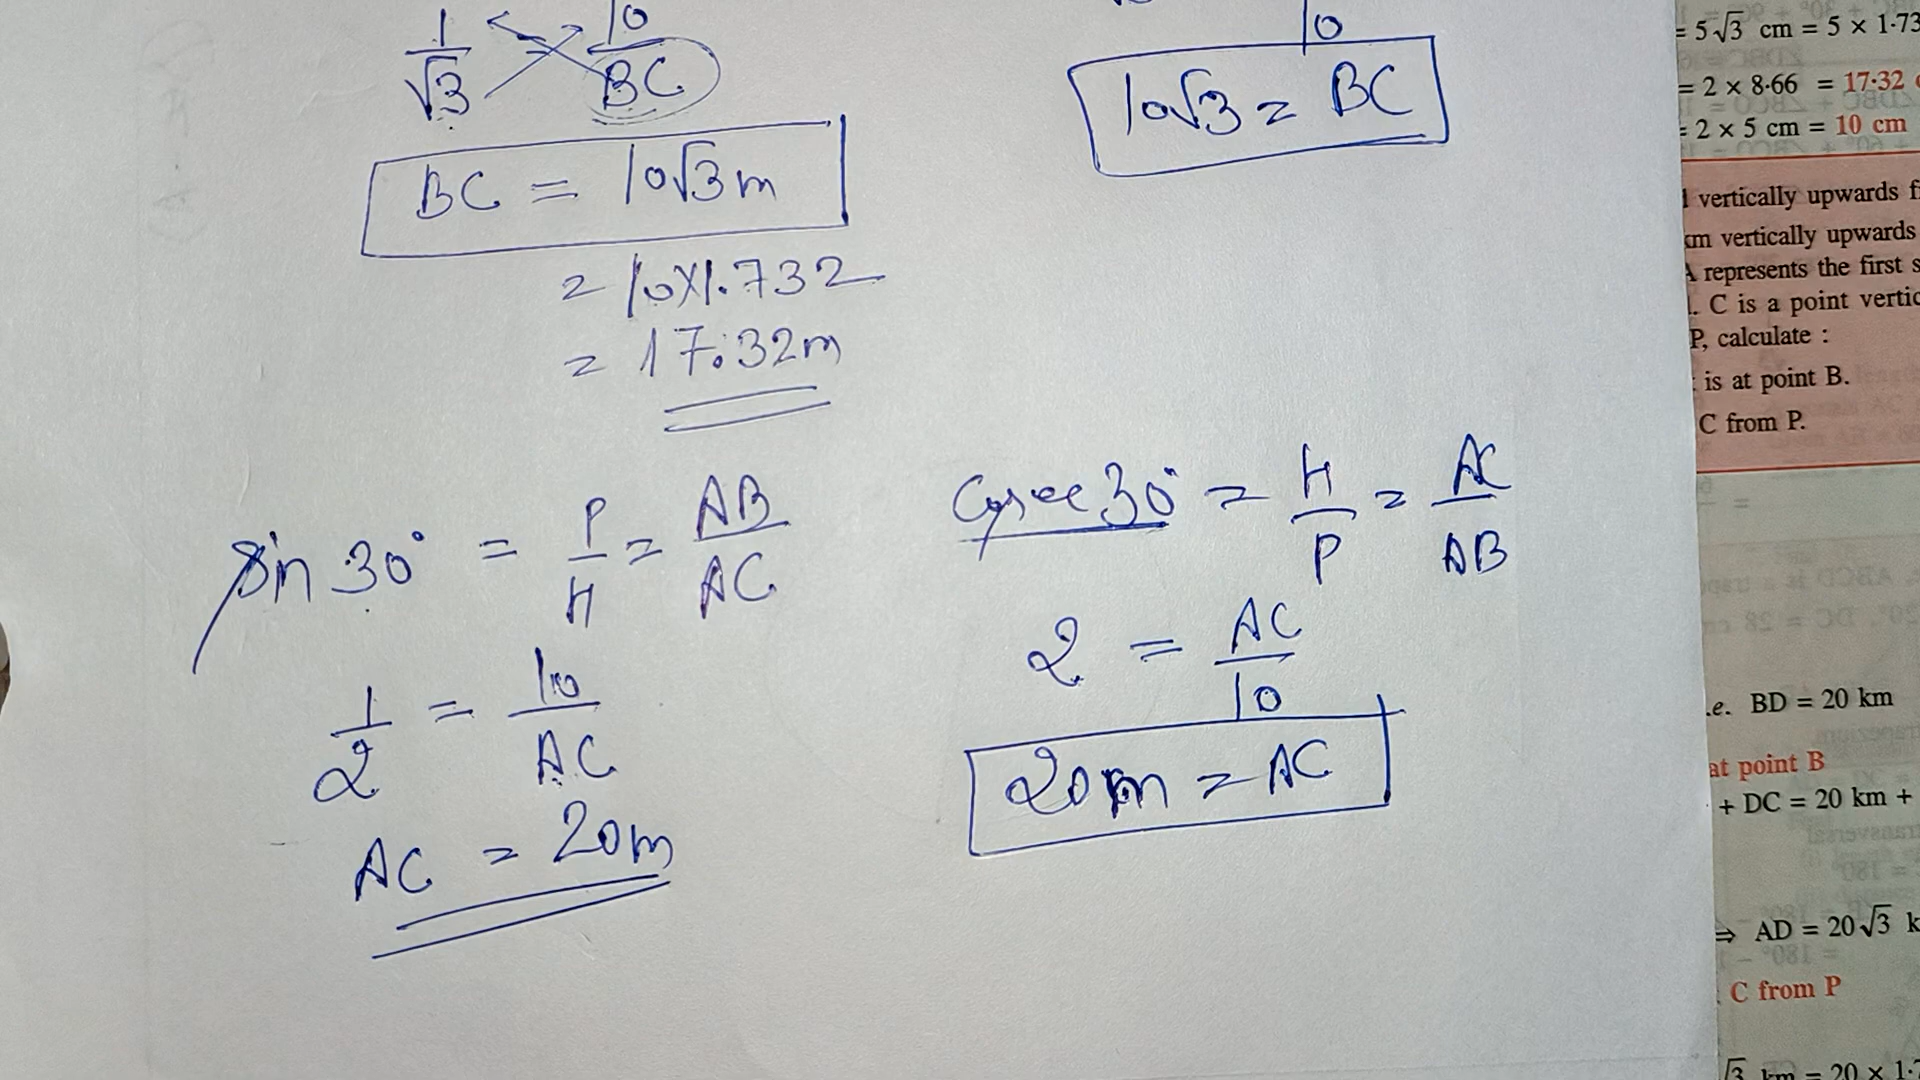 1/√3 = 10/BC
BC = 10√3 m
= 10×1.732
= 17.32m
sin 30° = P/H = AB/AC
1/2 = 10/AC
AC = 20m
10
10√3 = BC
Cosec 30° = H/P = AC/AB
2 = AC/10
20m = AC
= 5√3 cm = 5 × 1·73
= 2 × 8·66 = 17·32
= 2 × 5 cm = 10 cm
vertically upwards
km vertically upwards
A represents the first
. C is a point
P, calculate :
is at point B.
C from P.
.e. BD = 20 km
at point B
+ DC = 20 km +
⇒ AD = 20√3
C from P
√3 km = 20 × 1·